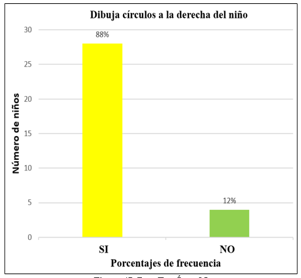 Dibuja círculos a la derecha del niño
30
25
20
15
10
5
0
Número de niños
88%
12%
SI
NO
Porcentajes de frecuencia